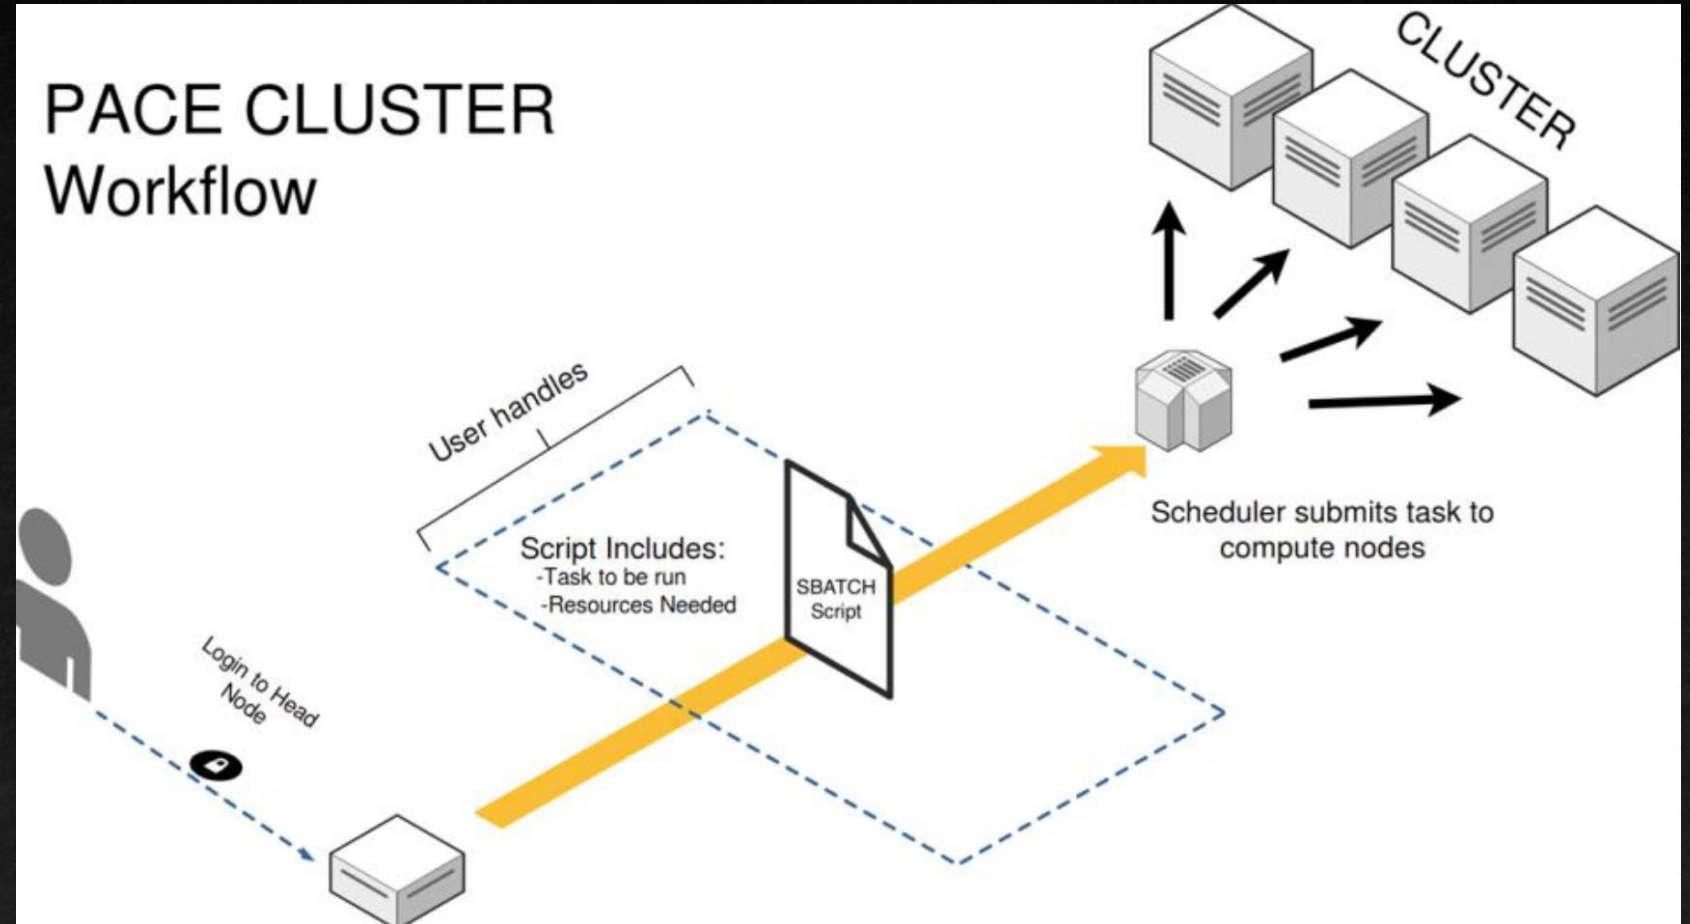 PACE CLUSTER
Workflow
CLUSTER
User handles
Script Includes:
-Task to be run
-Resources Needed
SBATCH
Script
Scheduler submits task to
compute nodes
Login to Head
Node